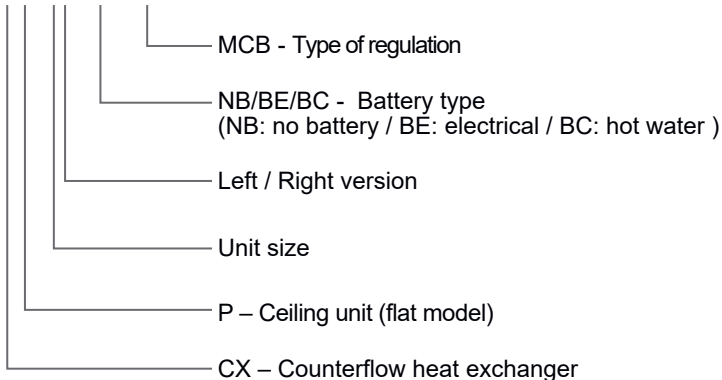 MCB - Type of regulation
NB/BE/BC - Battery type
(NB: no battery / BE: electrical / BC: hot water )
Left / Right version
Unit size
P – Ceiling unit (flat model)
CX – Counterflow heat exchanger